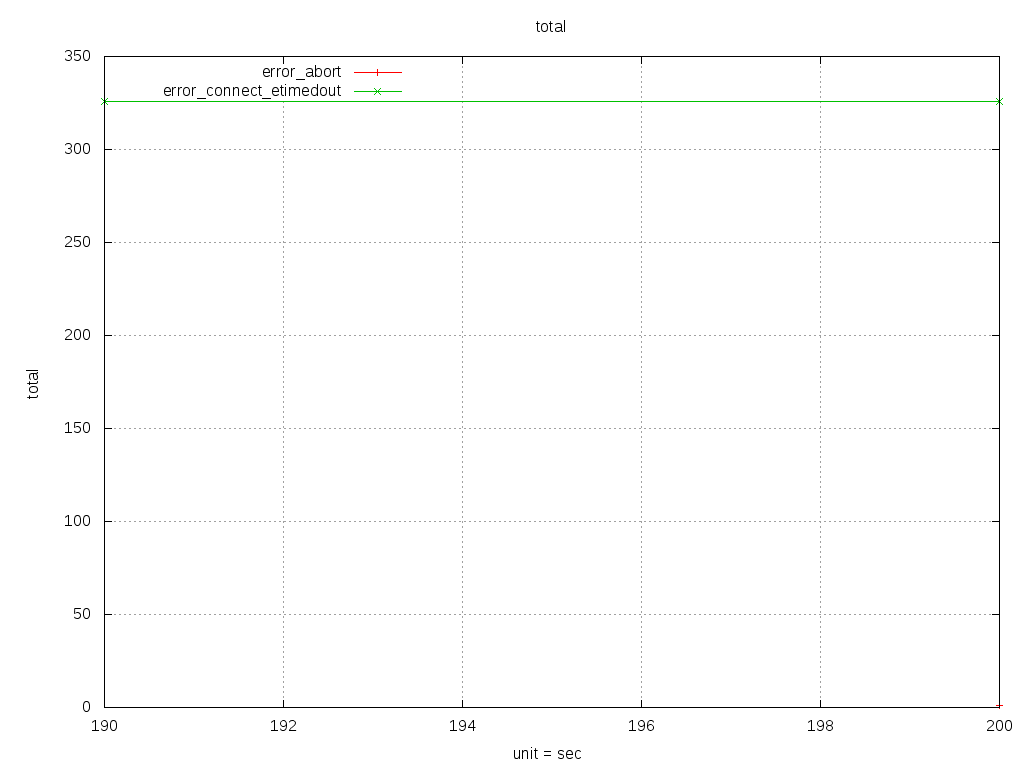 total
350
error_abort
error_connect_etimedout
300
250
200
total
150
100
50
0
190 192 194 196 198 200
unit = sec